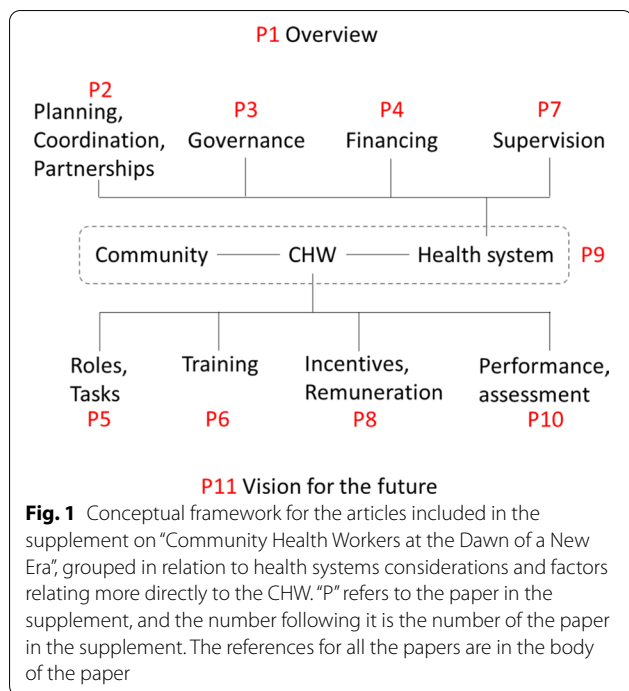 P1 Overview
P2
Planning,
Coordination,
Partnerships
P3
Governance
P4
Financing
P7
Supervision
Community
CHW
Health system
P9
Roles,
Tasks
P5
Training
P6
Incentives,
Remuneration
P8
Performance,
assessment
P10
P11 Vision for the future
Fig. 1 Conceptual framework for the articles included in the
supplement on “Community Health Workers at the Dawn of a New
Era”, grouped in relation to health systems considerations and factors
relating more directly to the CHW. “P” refers to the paper in the
supplement, and the number following it is the number of the paper
in the supplement. The references for all the papers are in the body
of the paper